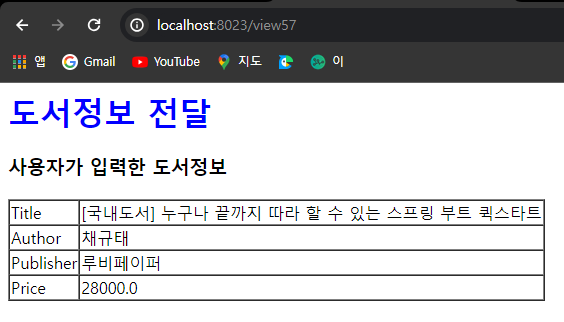 localhost:8023/view57
앱 Gmail YouTube 지도 이
도서정보 전달
사용자가 입력한 도서정보
Title [국내도서] 누구나 끝까지 따라 할 수 있는 스프링 부트 퀵스타트
Author 채규태
Publisher 루비페이퍼
Price 28000.0